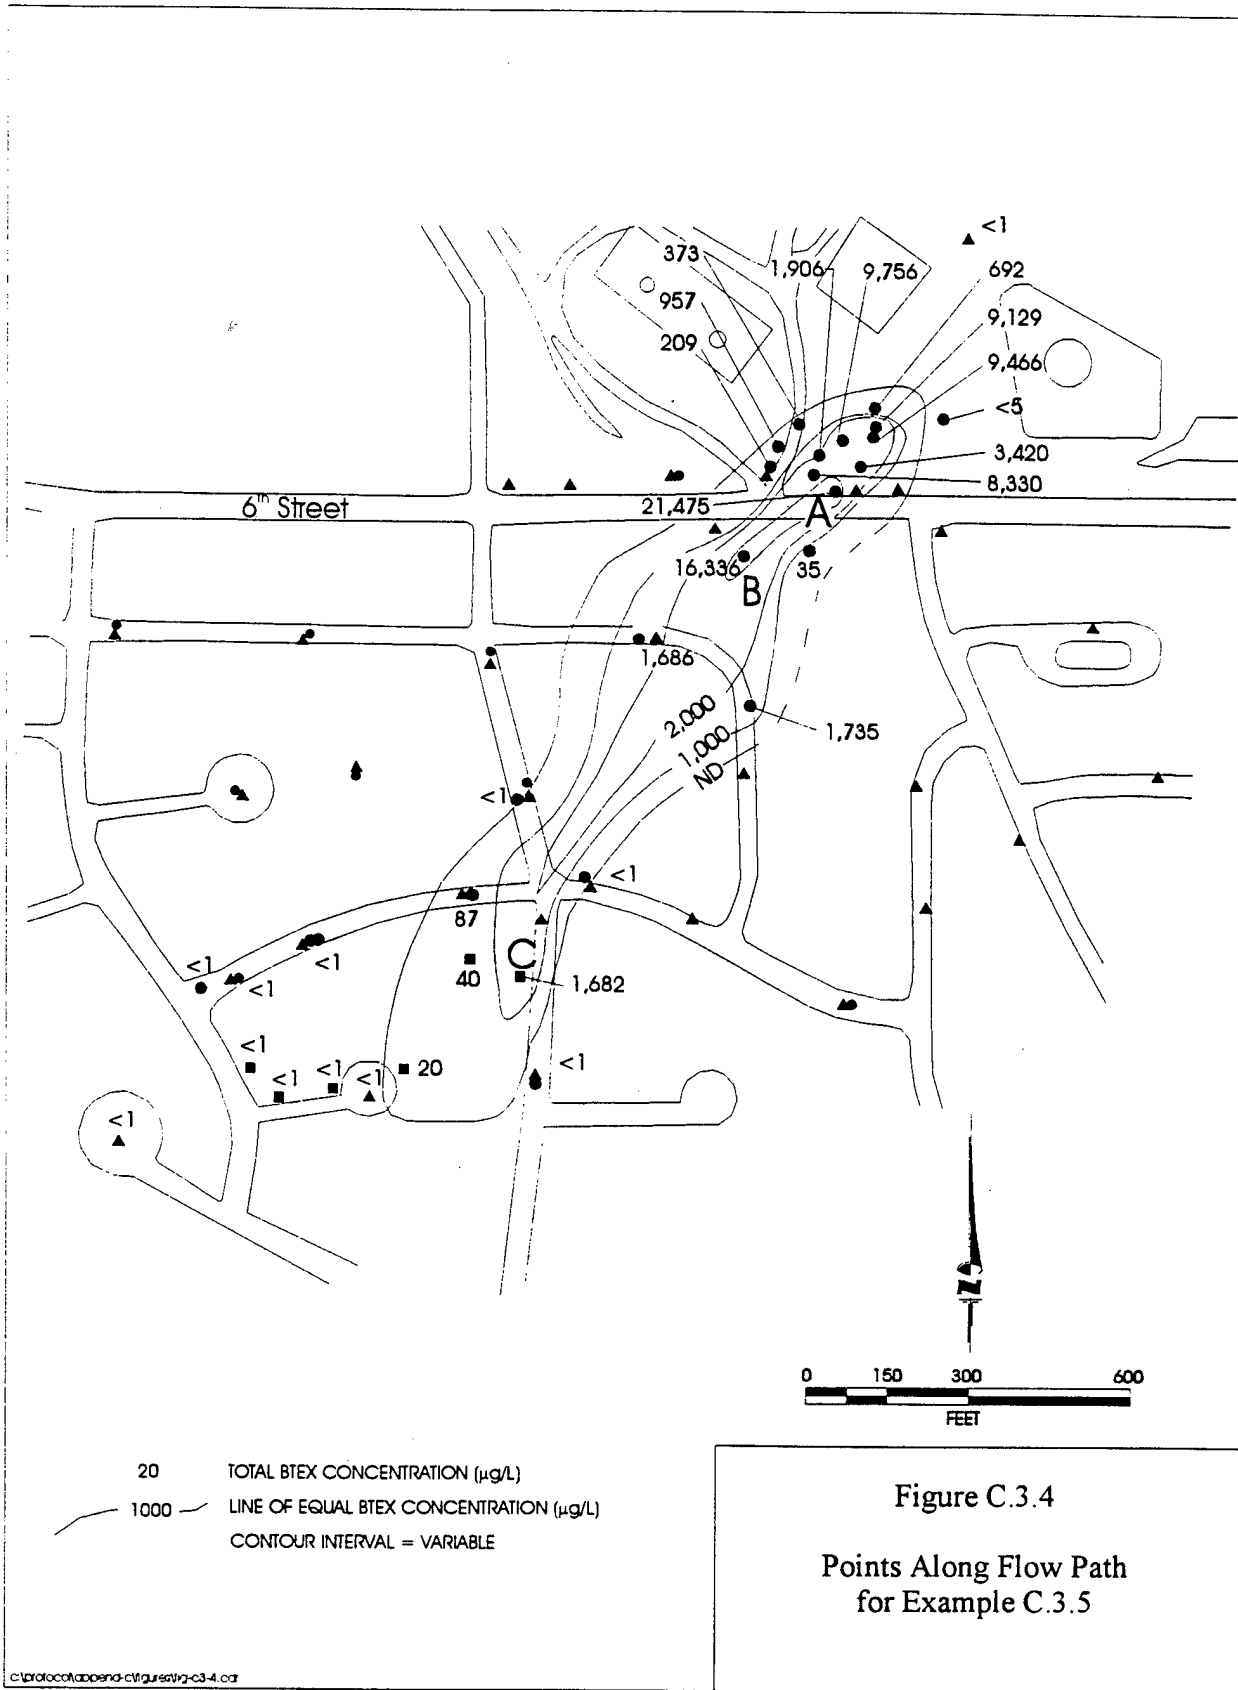 <1
373
1,906
9,756
692
957
9,129
209
9,466
<5
3,420
8,330
6th Street
21,475
A
16,336
35
B
1,686
2,000
1,735
1,000
ND
<1
<1
87
C
<1
<1
<1
40
1,682
<1
<1
<1
<1
<1
20
<1
N
0 150 300 600
FEET
20 TOTAL BTEX CONCENTRATION (µg/L)
1000 LINE OF EQUAL BTEX CONCENTRATION (µg/L)
CONTOUR INTERVAL = VARIABLE
Figure C.3.4
Points Along Flow Path
for Example C.3.5